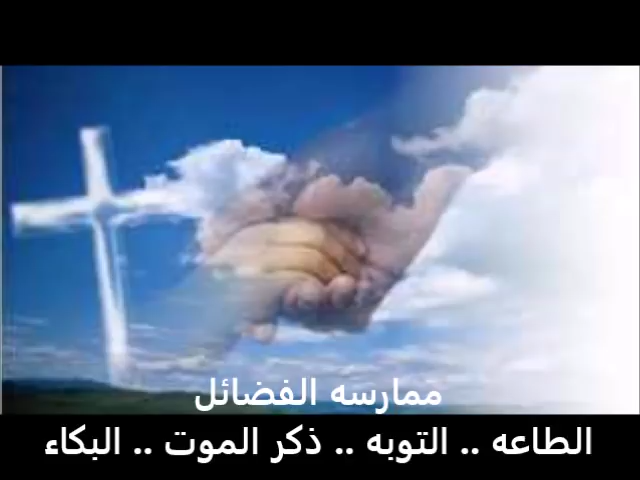 ممارسه الفضائل
الطاعه .. التوبه .. ذكر الموت .. البكاء